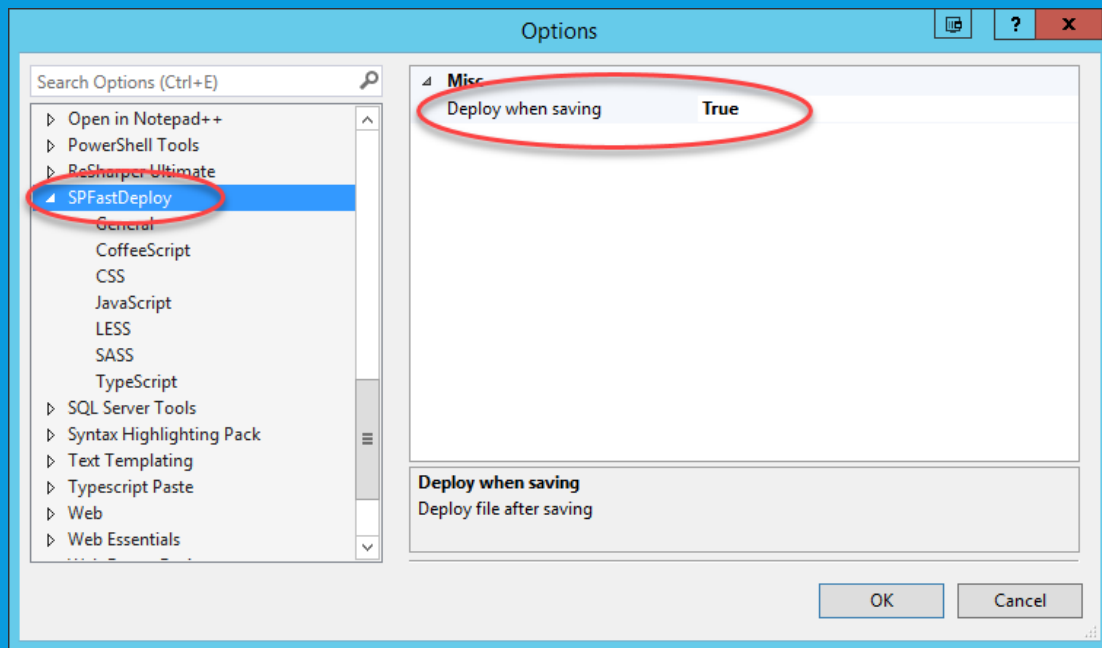 Options
?
x
Search Options (Ctrl+E)
Open in Notepad++
PowerShell Tools
ReSharper Ultimate
SPFastDeploy
General
CoffeeScript
CSS
JavaScript
LESS
SASS
TypeScript
SQL Server Tools
Syntax Highlighting Pack
Text Templating
Typescript Paste
Web
Web Essentials
Misc
Deploy when saving True
Deploy when saving
Deploy file after saving
OK
Cancel